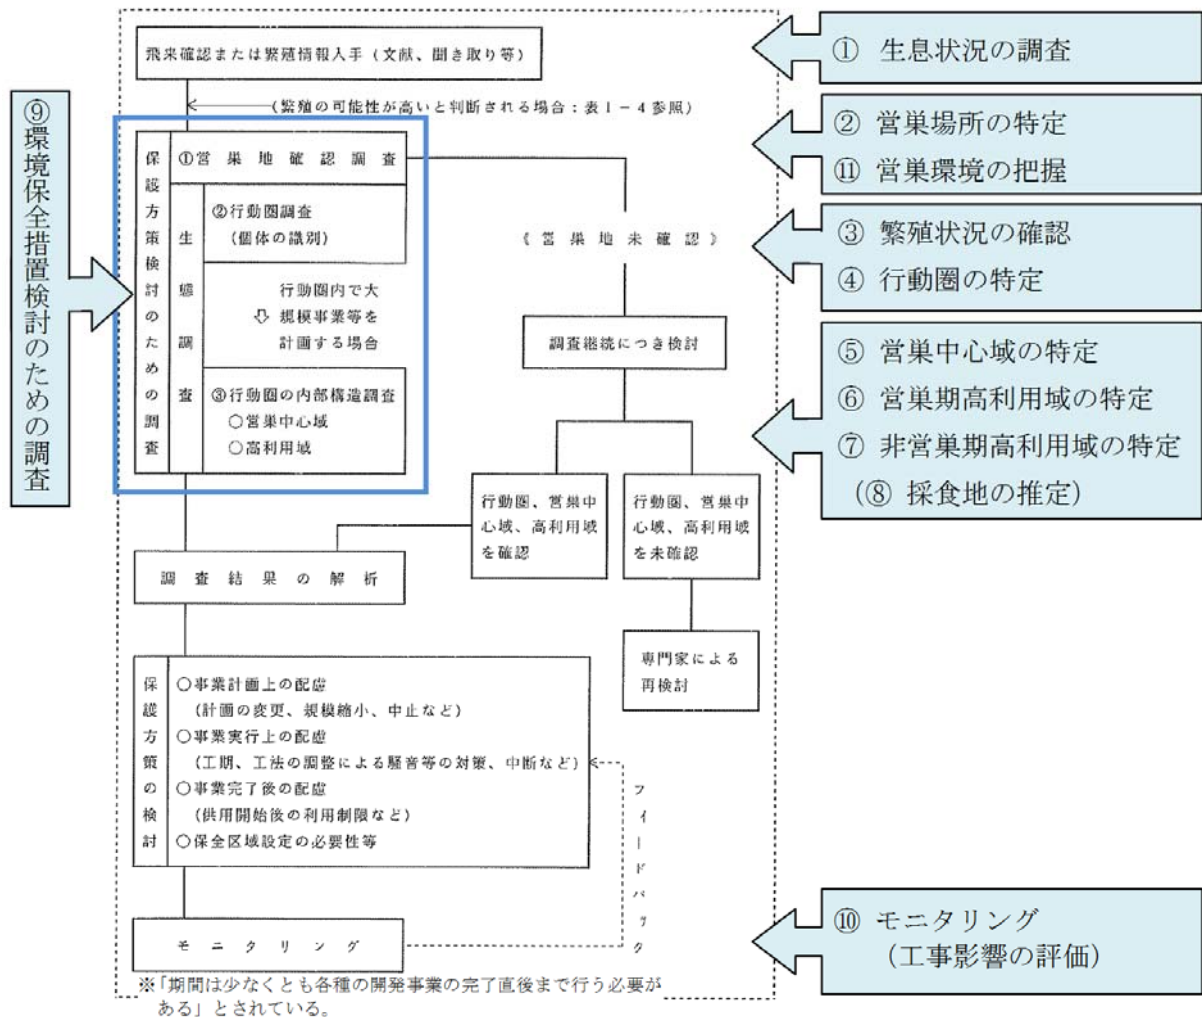 飛来確認または繁殖情報入手（文献、聞き取り等）
（繁殖の可能性が高いと判断される場合：表１－４参照）
保護方策検討のための調査
①営巣地確認調査
生態調査
②行動圏調査
（個体の識別）
行動圏内で大
規模事業等を
計画する場合
③行動圏の内部構造調査
○営巣中心域
○高利用域
《営巣地未確認》
調査継続につき検討
行動圏、営巣中
心域、高利用域
を確認
行動圏、営巣中
心域、高利用域
を未確認
専門家による
再検討
調査結果の解析
保護方策の検討
○事業計画上の配慮
（計画の変更、規模縮小、中止など）
○事業実行上の配慮
（工期、工法の調整による騒音等の対策、中断など）
○事業完了後の配慮
（供用開始後の利用制限など）
○保全区域設定の必要性等
フィードバック
モニタリング
※「期間は少なくとも各種の開発事業の完了直後まで行う必要が
ある」とされている。
⑨環境保全措置検討のための調査
① 生息状況の調査
② 営巣場所の特定
⑪ 営巣環境の把握
③ 繁殖状況の確認
④ 行動圏の特定
⑤ 営巣中心域の特定
⑥ 営巣期高利用域の特定
⑦ 非営巣期高利用域の特定
（⑧ 採食地の推定）
⑩ モニタリング
（工事影響の評価）